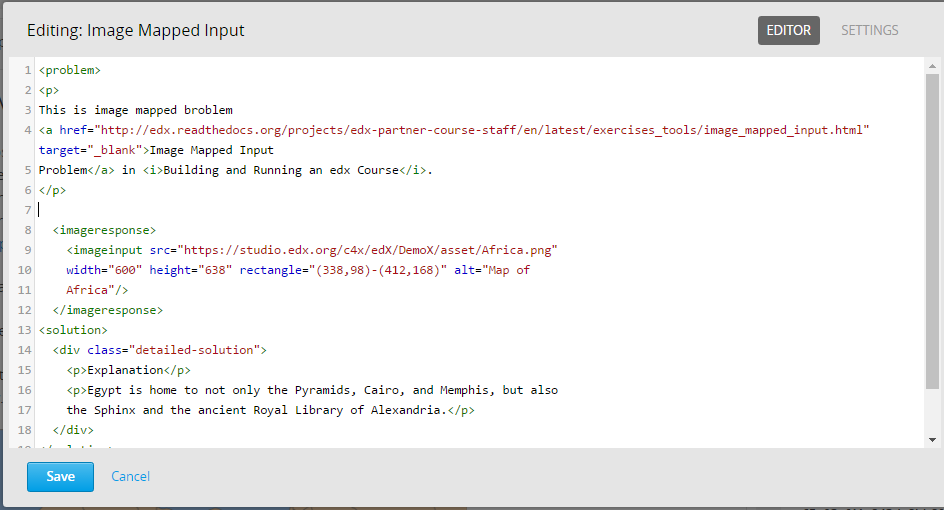 Editing: Image Mapped Input
EDITOR
SETTINGS
1 <problem>
2 <p>
3 This is image mapped broblem
4 <a href="http://edx.readthedocs.org/projects/edx-partner-course-staff/en/latest/exercises_tools/image_mapped_input.html"
target="_blank">Image Mapped Input
5 Problem</a> in <i>Building and Running an edx Course</i>.
6 </p>
7
8 <imageresponse>
9 <imageinput src="https://studio.edx.org/c4x/edX/DemoX/asset/Africa.png"
10 width="600" height="638" rectangle="(338,98)-(412,168)" alt="Map of
11 Africa"/>
12 </imageresponse>
13 <solution>
14 <div class="detailed-solution">
15 <p>Explanation</p>
16 <p>Egypt is home to not only the Pyramids, Cairo, and Memphis, but also
17 the Sphinx and the ancient Royal Library of Alexandria.</p>
18 </div>
Save
Cancel